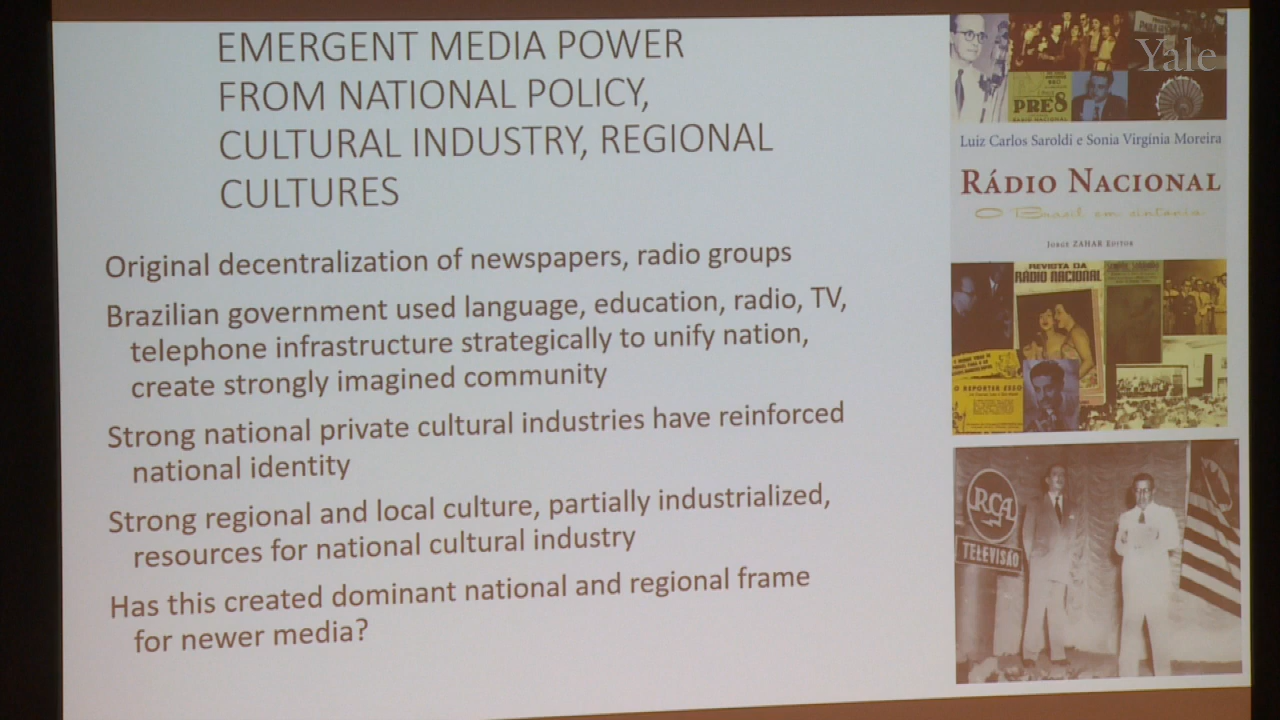 EMERGENT MEDIA POWER
FROM NATIONAL POLICY,
CULTURAL INDUSTRY, REGIONAL
CULTURES
Original decentralization of newspapers, radio groups
Brazilian government used language, education, radio, TV,
telephone infrastructure strategically to unify nation,
create strongly imagined community
Strong national private cultural industries have reinforced
national identity
Strong regional and local culture, partially industrialized,
resources for national cultural industry
Has this created dominant national and regional frame
for newer media?
Yale
PRE8
Luiz Carlos Saroldi e Sonia Virgínia Moreira
RÁDIO NACIONAL
O Brasil em sintonia
Jorge ZAHAR Editor
REVISTA DA
RÁDIO NACIONAL
O REPORTER ESSO
RCA
TELEVISÃO